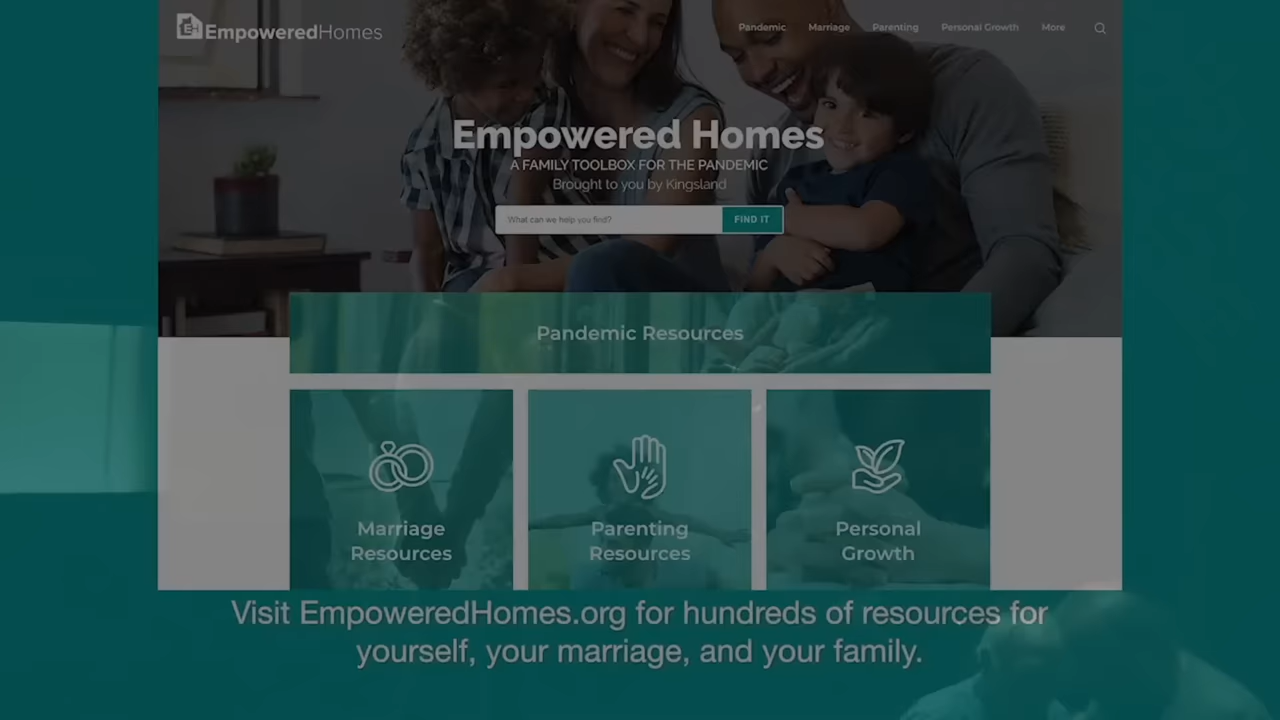 EmpoweredHomes
Pandemic Marriage Parenting Personal Growth More
Empowered Homes
A FAMILY TOOLBOX FOR THE PANDEMIC
Brought to you by Kingsland
What can we help you find? FIND IT
Pandemic Resources
Marriage
Resources
Parenting
Resources
Personal
Growth
Visit EmpoweredHomes.org for hundreds of resources for
yourself, your marriage, and your family.